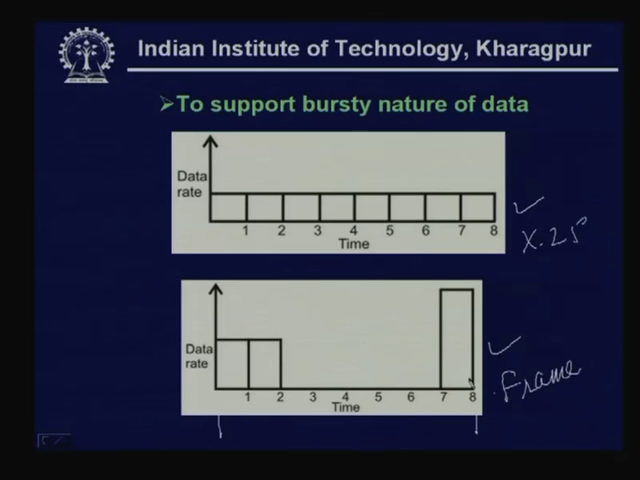 Indian Institute of Technology, Kharagpur
➢To support bursty nature of data
Data
rate
1 2 3 4 5 6 7 8
Time
X.25
Data
rate
1 2 3 4 5 6 7 8
Time
Frame